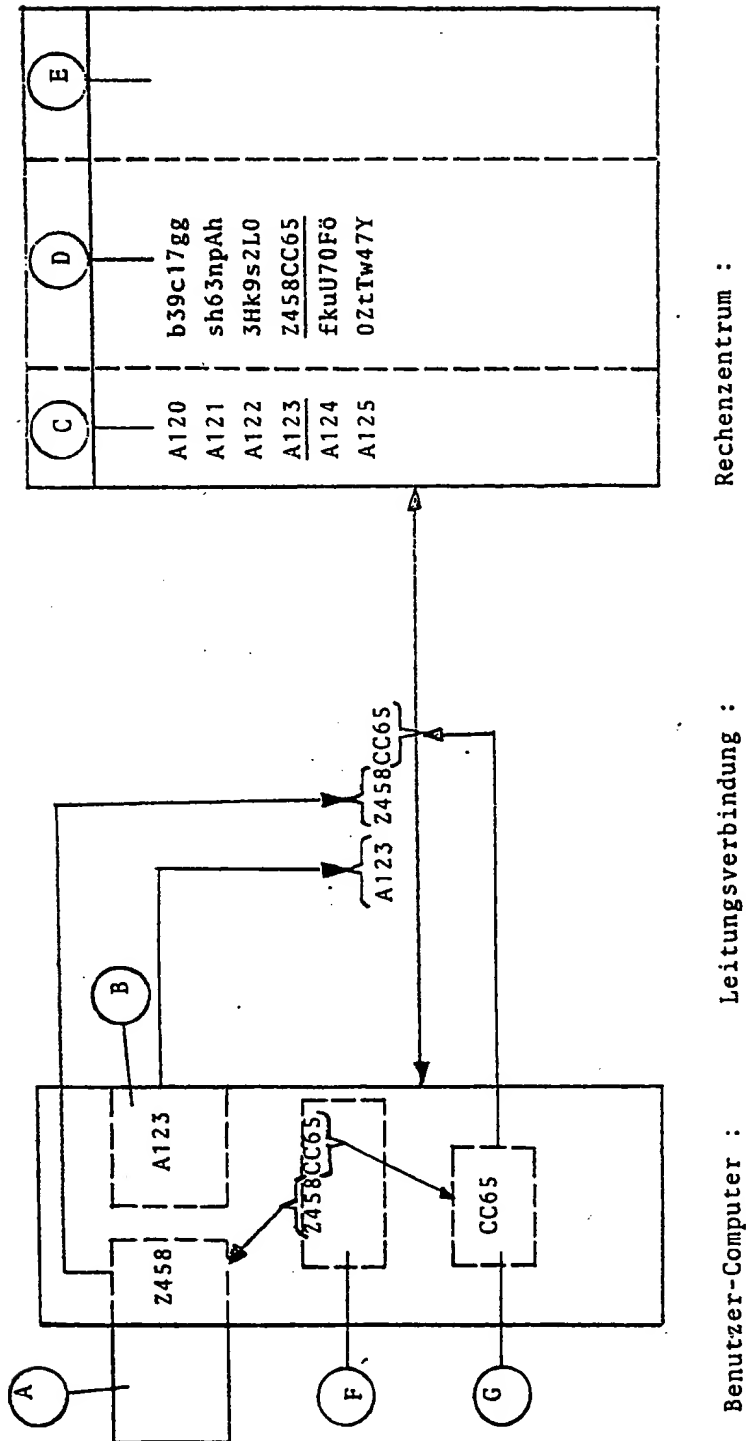 A
B
Z458
A123
F
Z458CC65
G
CC65
A123 Z458CC65
C
D
E
A120 b39c17gg
A121 sh63npAh
A122 3Hk9s2L0
A123 Z458CC65
A124 fkuU70Fö
A125 0ZtTw47Y
Benutzer-Computer : Leitungsverbindung : Rechenzentrum :